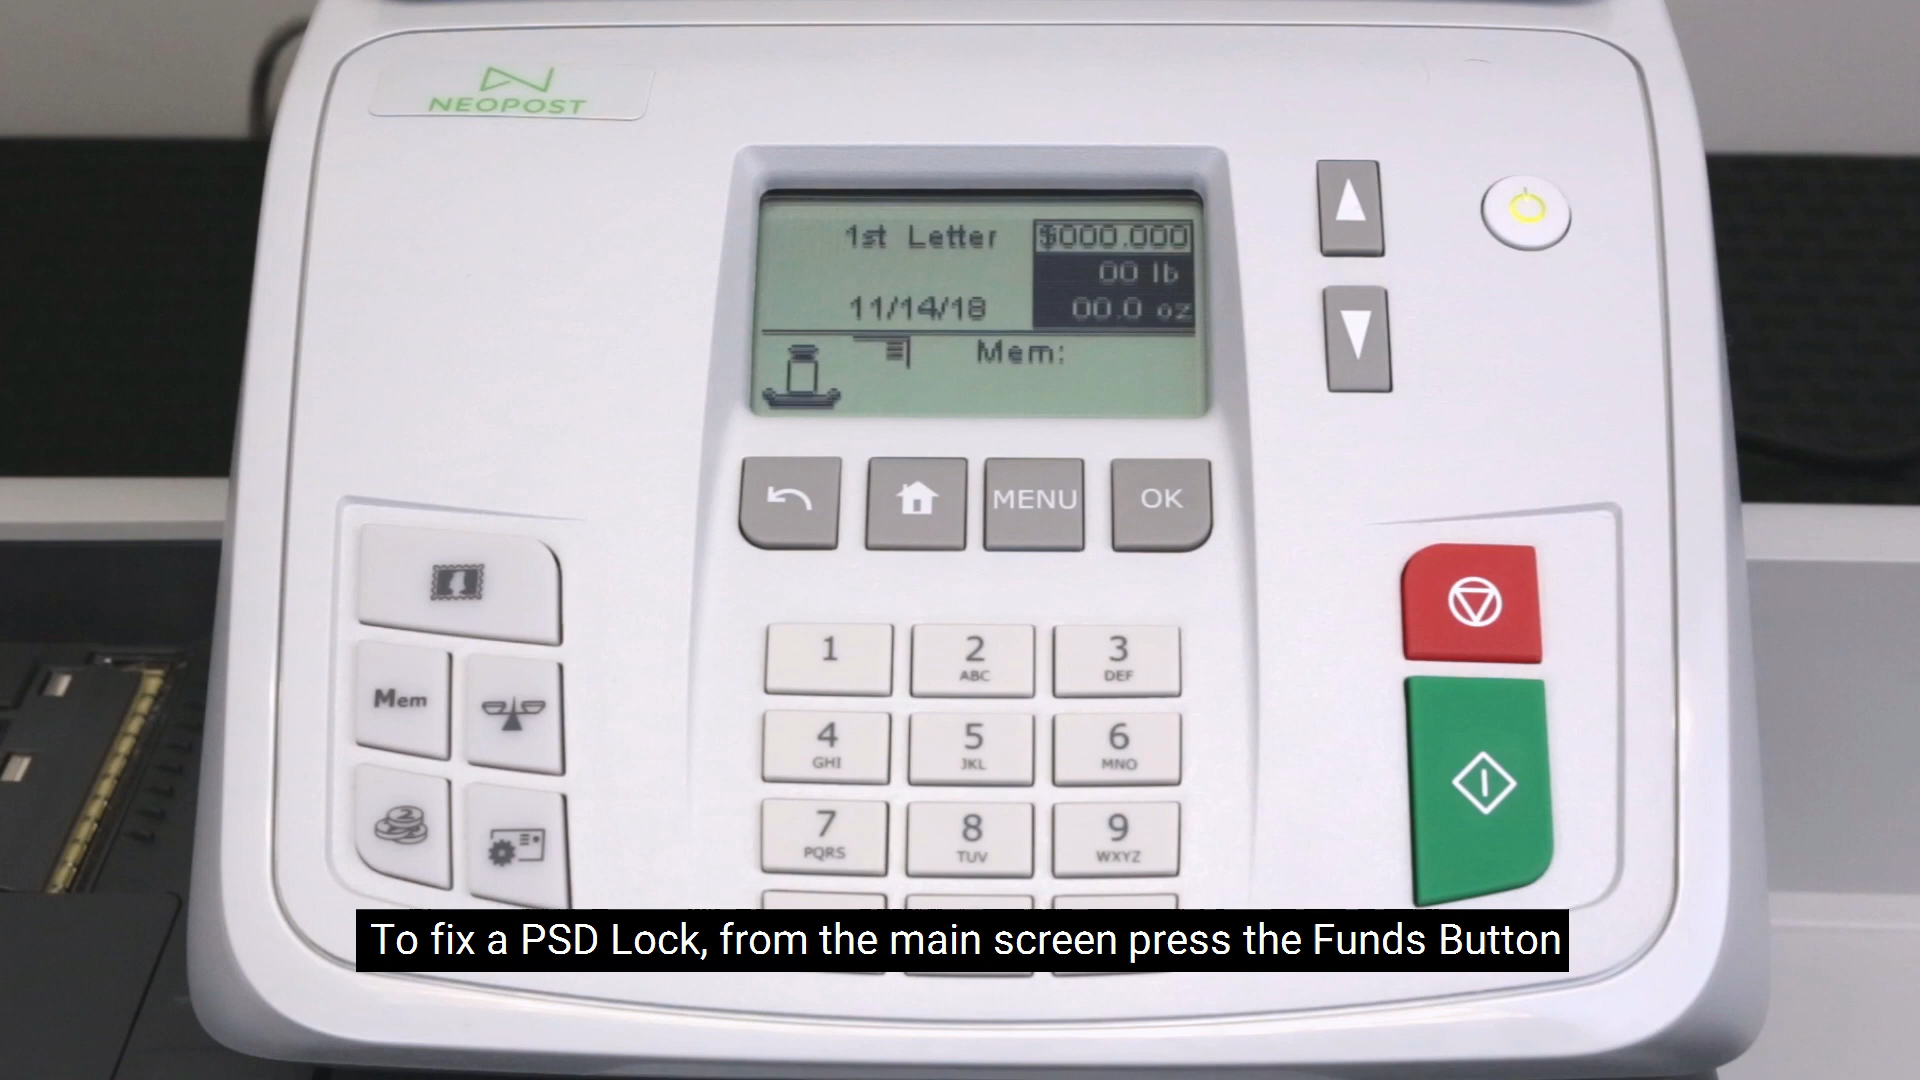 NEOPOST
1st Letter $000.000
00 lb
11/14/18 00.0 oz
Mem:
MENU OK
1 2 3
ABC DEF
Mem
4 5 6
GHI JKL MNO
7 8 9
PQRS TUV WXYZ
2
To fix a PSD Lock, from the main screen press the Funds Button